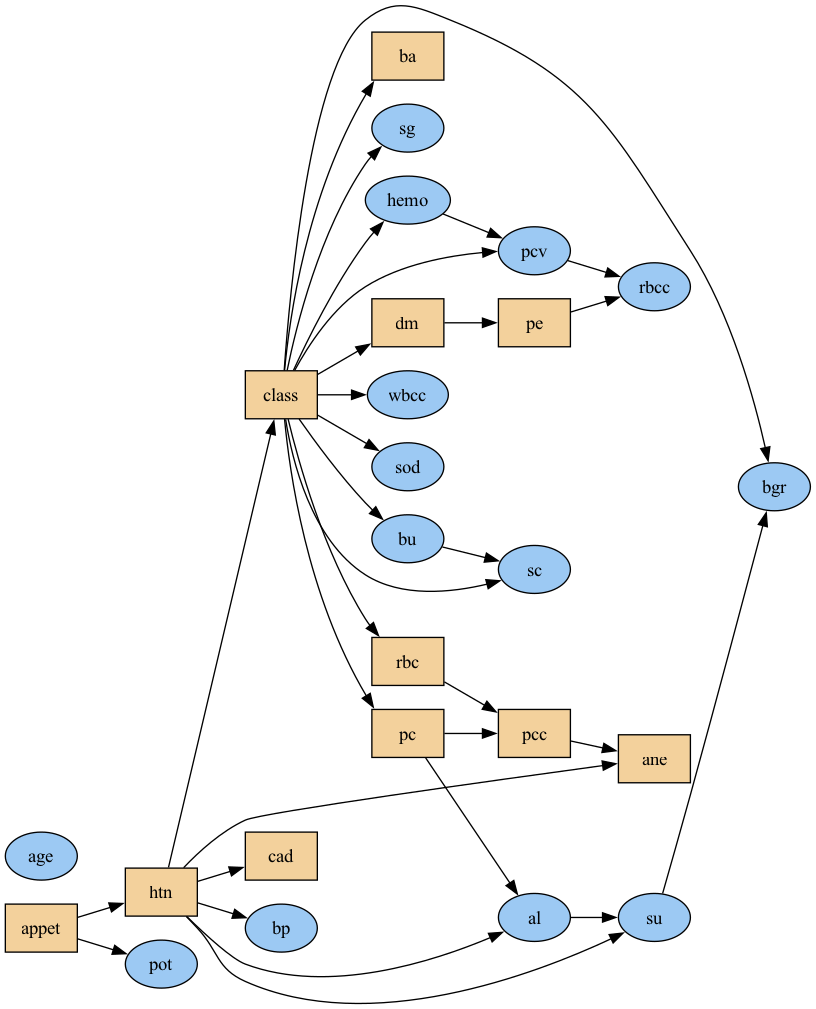 ba
sg
hemo
pcv
rbcc
dm
pe
class
wbcc
sod
bgr
bu
sc
rbc
pc
pcc
ane
age
cad
htn
appet
bp
al
su
pot